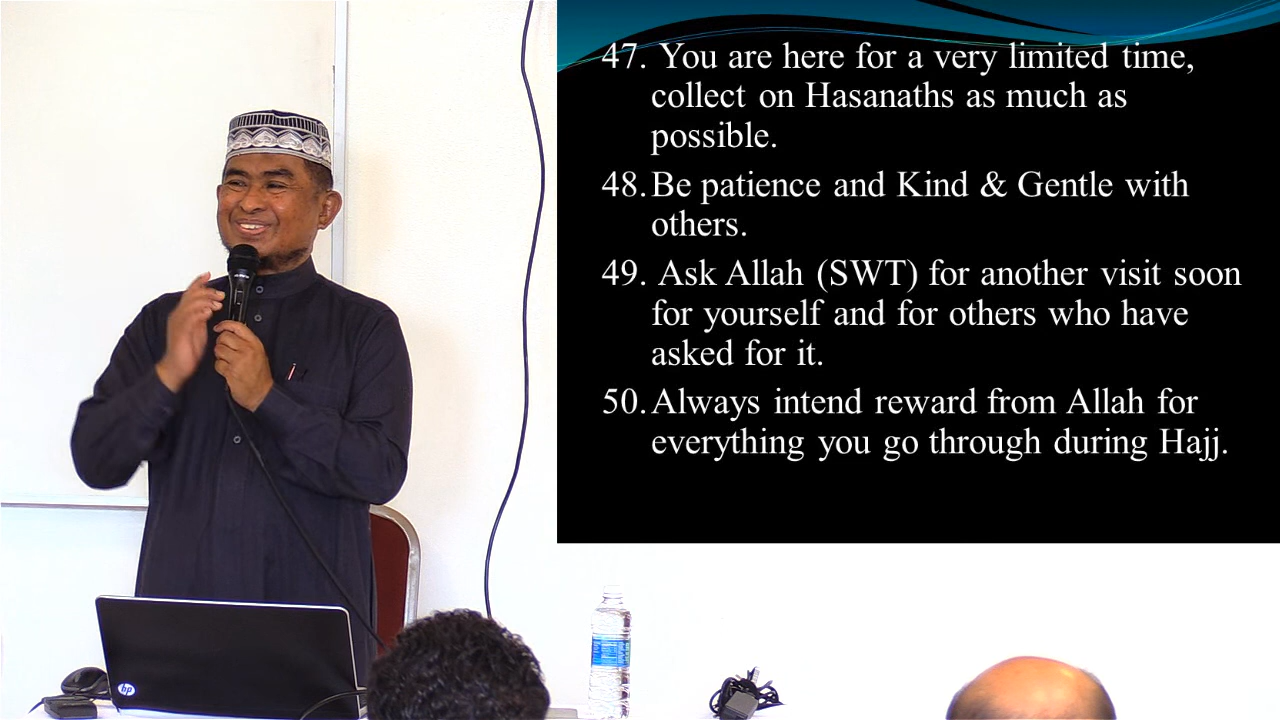 47. You are here for a very limited time,
collect on Hasanaths as much as
possible.
48. Be patience and Kind & Gentle with
others.
49. Ask Allah (SWT) for another visit soon
for yourself and for others who have
asked for it.
50. Always intend reward from Allah for
everything you go through during Hajj.
hp